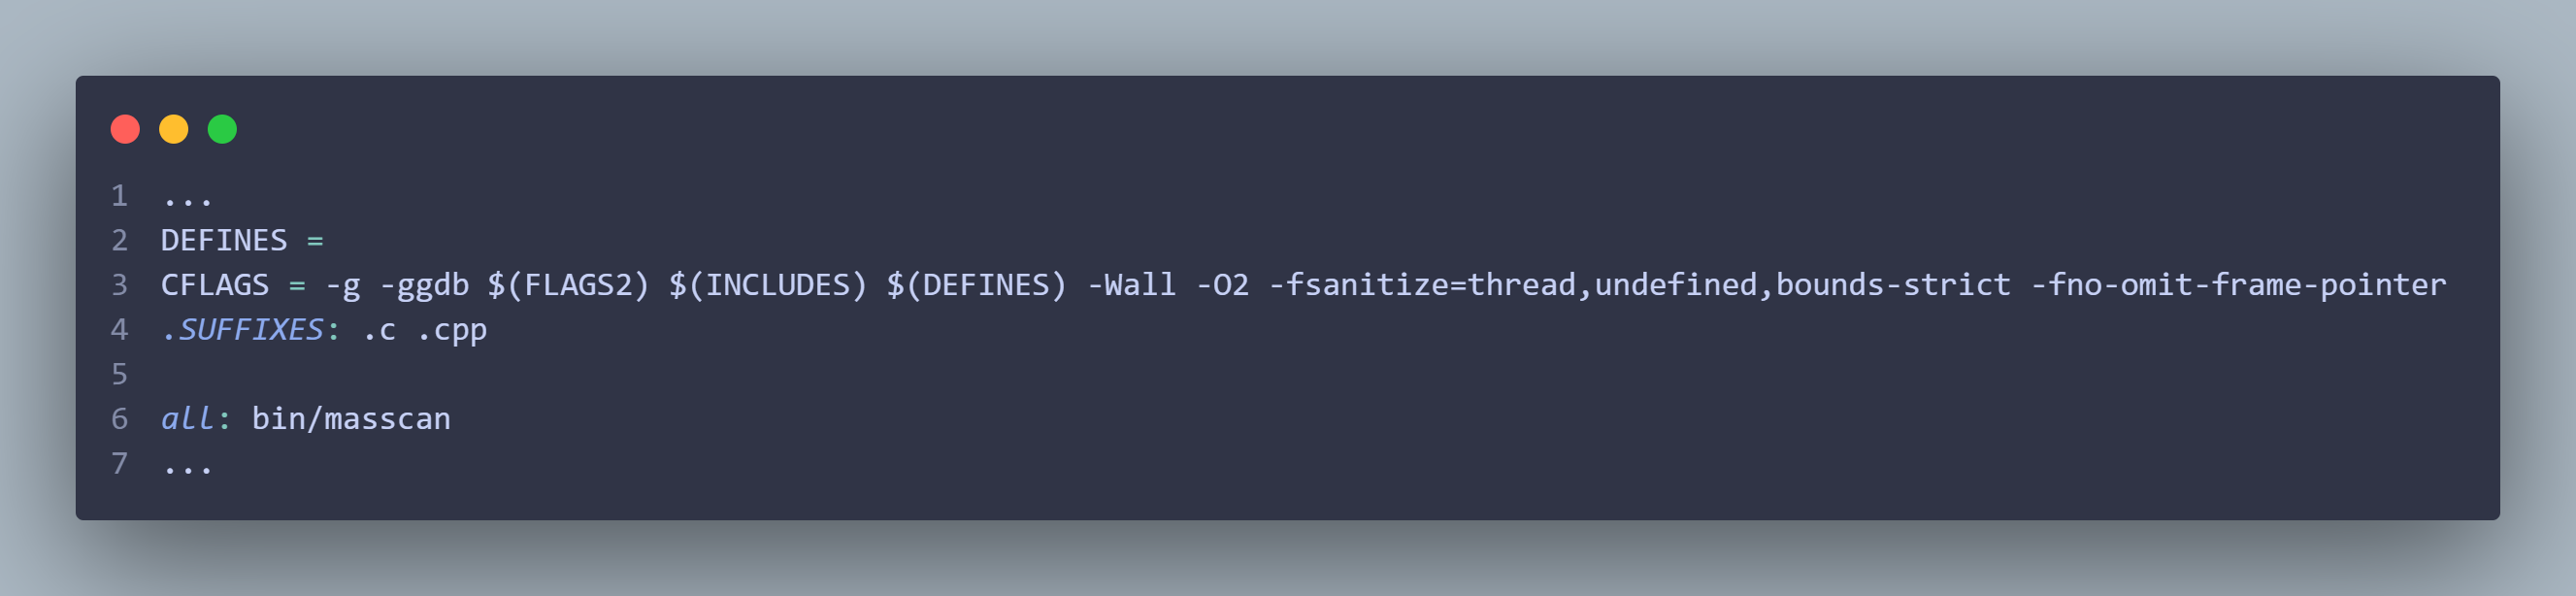 1 ...
2 DEFINES =
3 CFLAGS = -g -ggdb $(FLAGS2) $(INCLUDES) $(DEFINES) -Wall -O2 -fsanitize=thread,undefined,bounds-strict -fno-omit-frame-pointer
4 .SUFFIXES: .c .cpp
5
6 all: bin/masscan
7 ...